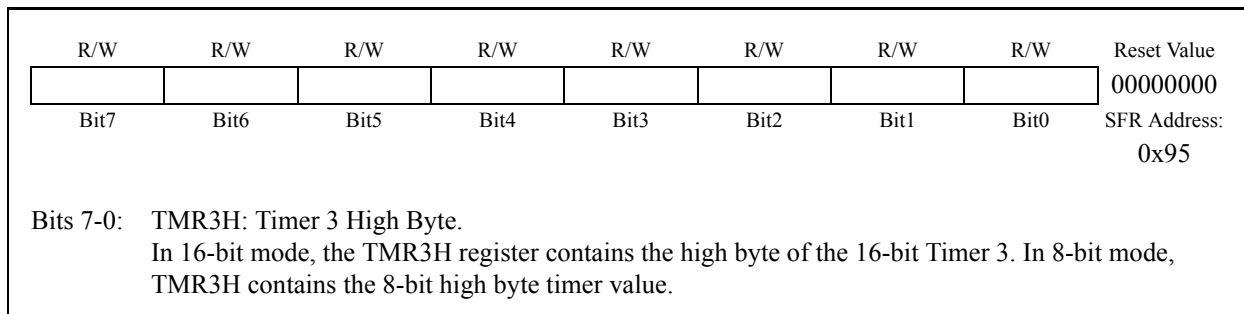 R/W R/W R/W R/W R/W R/W R/W R/W Reset Value
00000000
Bit7 Bit6 Bit5 Bit4 Bit3 Bit2 Bit1 Bit0 SFR Address:
0x95
Bits 7-0: TMR3H: Timer 3 High Byte.
In 16-bit mode, the TMR3H register contains the high byte of the 16-bit Timer 3. In 8-bit mode,
TMR3H contains the 8-bit high byte timer value.